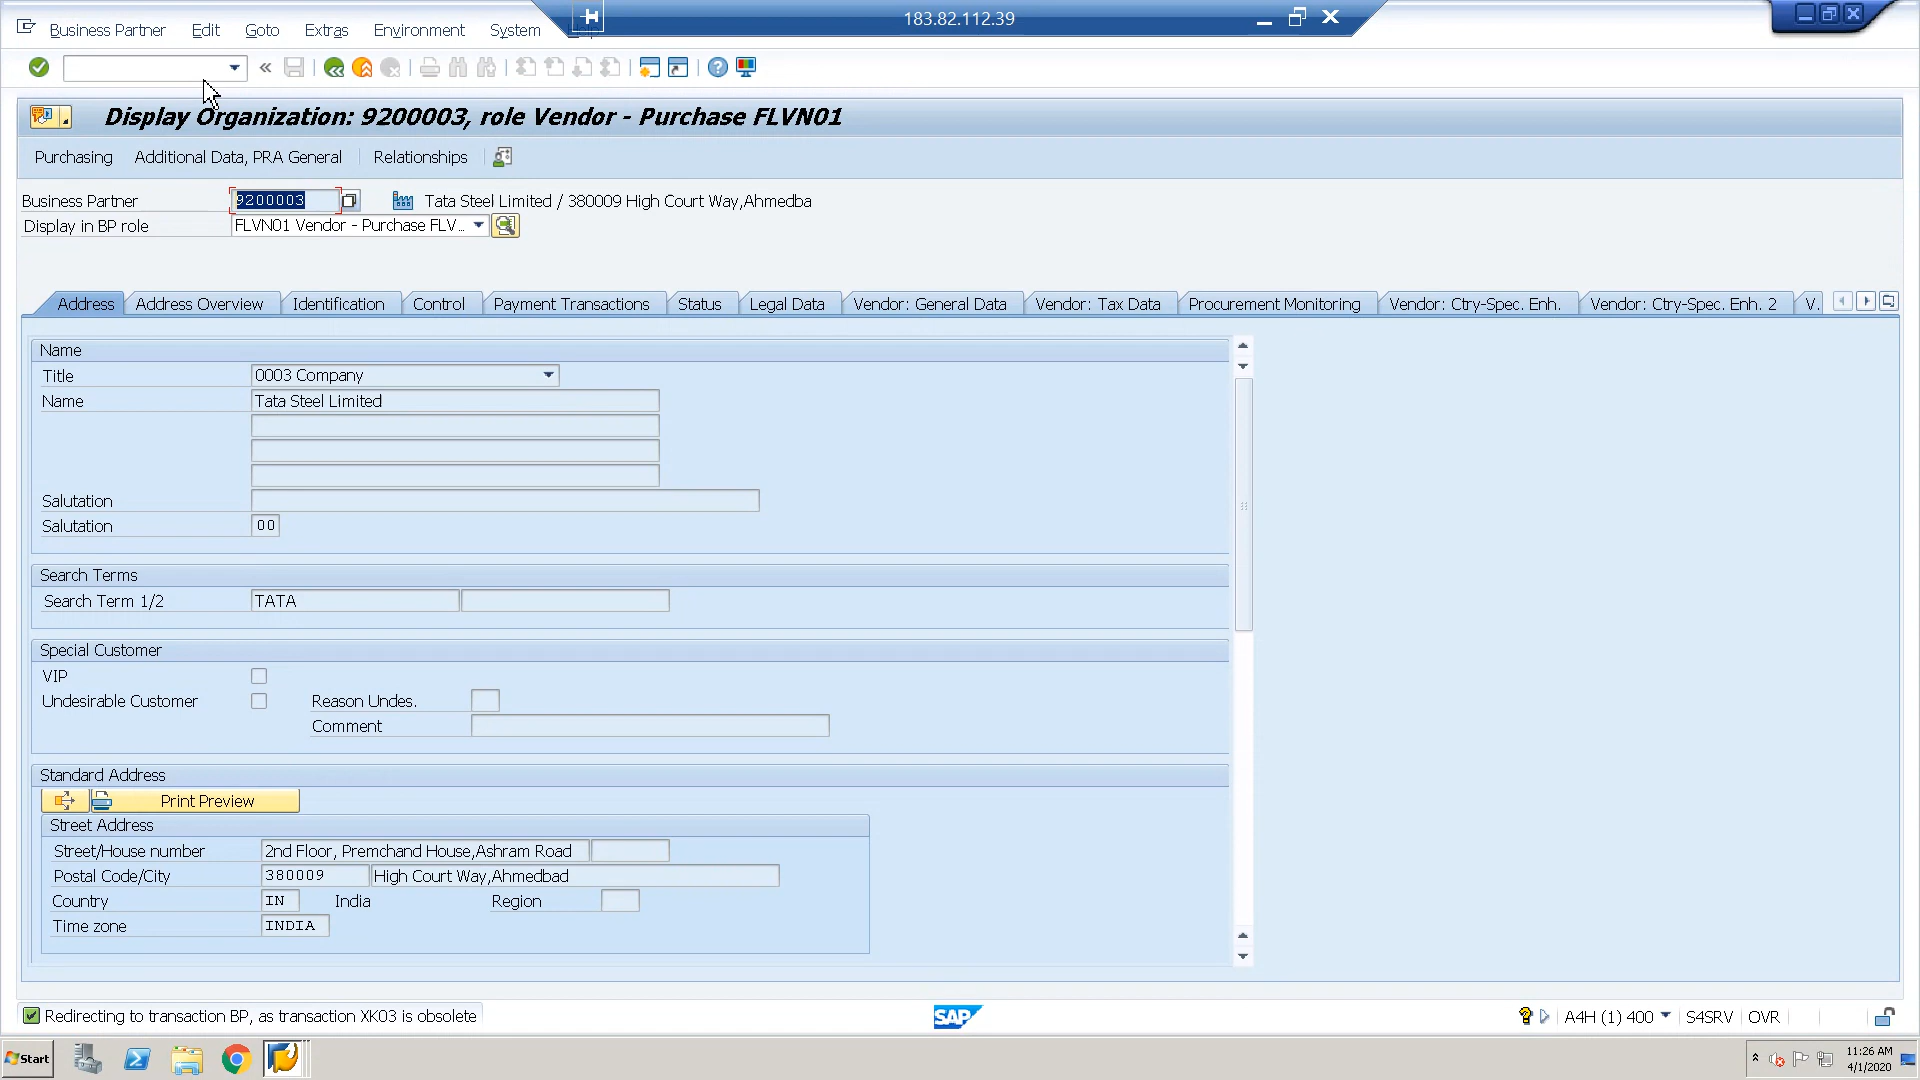 183.82.112.39
Business Partner Edit Goto Extras Environment System
Display Organization: 9200003, role Vendor - Purchase FLVN01
Purchasing Additional Data, PRA General Relationships
Business Partner 9200003 Tata Steel Limited / 380009 High Court Way,Ahmedba
Display in BP role FLVN01 Vendor - Purchase FLV...
Address Address Overview Identification Control Payment Transactions Status Legal Data Vendor: General Data Vendor: Tax Data Procurement Monitoring Vendor: Ctry-Spec. Enh. Vendor: Ctry-Spec. Enh. 2 V.
Name
Title 0003 Company
Name Tata Steel Limited
Salutation
Salutation 00
Search Terms
Search Term 1/2 TATA
Special Customer
VIP
Undesirable Customer Reason Undes.
Comment
Standard Address
Print Preview
Street Address
Street/House number 2nd Floor, Premchand House,Ashram Road
Postal Code/City 380009 High Court Way,Ahmedbad
Country IN India Region
Time zone INDIA
Redirecting to transaction BP, as transaction XK03 is obsolete SAP A4H (1) 400 S4SRV OVR
Start 11:26 AM
4/1/2020